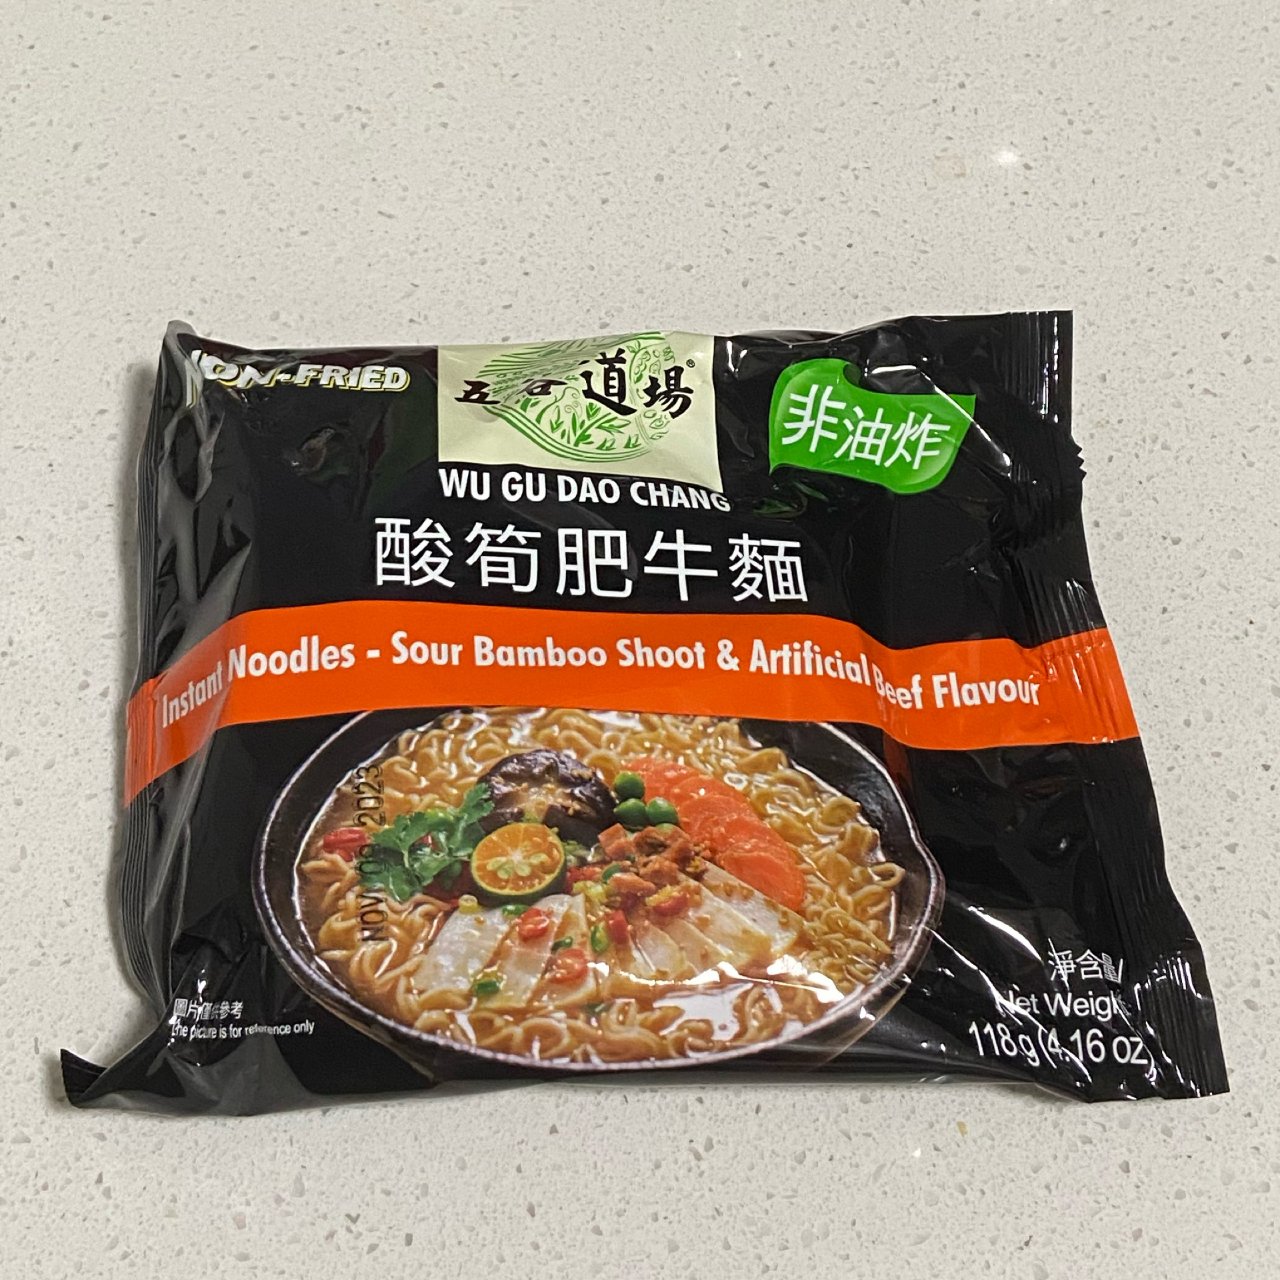 NON-FRIED
五谷道場®
非油炸
WU GU DAO CHANG
酸筍肥牛麵
Instant Noodles - Sour Bamboo Shoot & Artificial Beef Flavour
NOV 2023
圖片僅供參考
The picture is for reference only
淨含量
Net Weight
118g (4.16 oz)